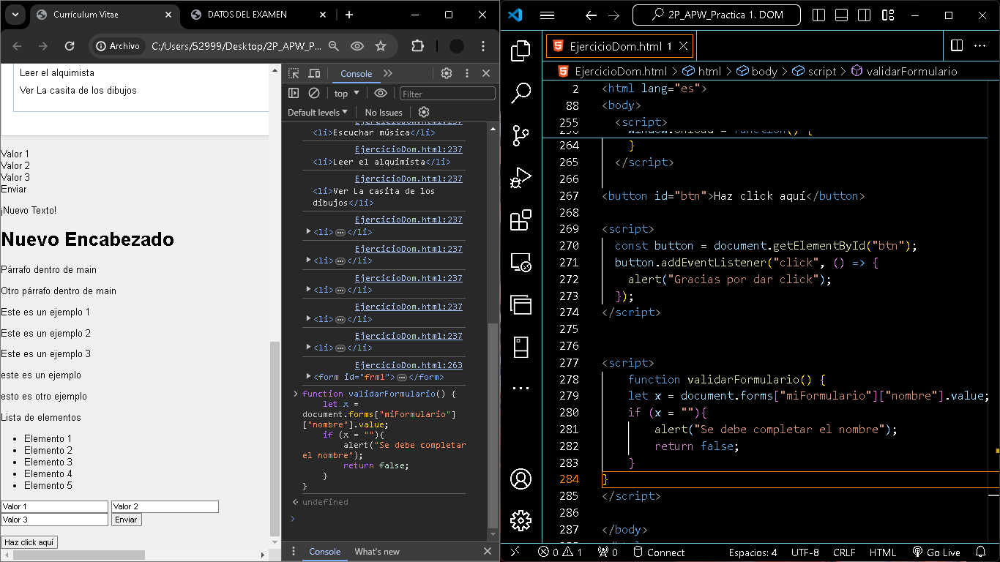 Currículum Vitae
DATOS DEL EXAMEN
Archivo
C:/Users/52999/Desktop/2P_APW_P...
Leer el alquimista
Ver La casita de los dibujos
Valor 1
Valor 2
Valor 3
Enviar
¡Nuevo Texto!
Nuevo Encabezado
Párrafo dentro de main
Otro párrafo dentro de main
Este es un ejemplo 1
Este es un ejemplo 2
Este es un ejemplo 3
este es un ejemplo
esto es otro ejemplo
Lista de elementos
Elemento 1
Elemento 2
Elemento 3
Elemento 4
Elemento 5
Valor 1
Valor 2
Valor 3
Enviar
Haz click aquí
Console
top
Filter
Default levels
No Issues
EjercicioDom.html:237
<li>Escuchar música</li>
EjercicioDom.html:237
<li>Leer el alquimista</li>
EjercicioDom.html:237
<li>Ver La casita de los
dibujos</li>
EjercicioDom.html:237
<li>…</li>
EjercicioDom.html:237
<li>…</li>
EjercicioDom.html:237
<li>…</li>
EjercicioDom.html:237
<li>…</li>
EjercicioDom.html:237
<li>…</li>
EjercicioDom.html:263
<form id="frm1">…</form>
function validarFormulario() {
let x =
document.forms["miFormulario"]
["nombre"].value;
if (x = ""){
alert("Se debe completar
el nombre");
return false;
}
}
undefined
Console
What's new
2P_APW_Practica 1. DOM
EjercicioDom.html 1
EjercicioDom.html > html > body > script > validarFormulario
2 <html lang="es">
88 <body>
255 <script>
256 window.onload = function() {
264 }
265 </script>
266
267 <button id="btn">Haz click aquí</button>
268
269 <script>
270 const button = document.getElementById("btn");
271 button.addEventListener("click", () => {
272 alert("Gracias por dar click");
273 });
274 </script>
275
276
277 <script>
278 function validarFormulario() {
279 let x = document.forms["miFormulario"]["nombre"].value;
280 if (x = ""){
281 alert("Se debe completar el nombre");
282 return false;
283 }
284 }
285 </script>
286
287 </body>
0 1
0
Connect
Espacios: 4
UTF-8
CRLF
HTML
Go Live